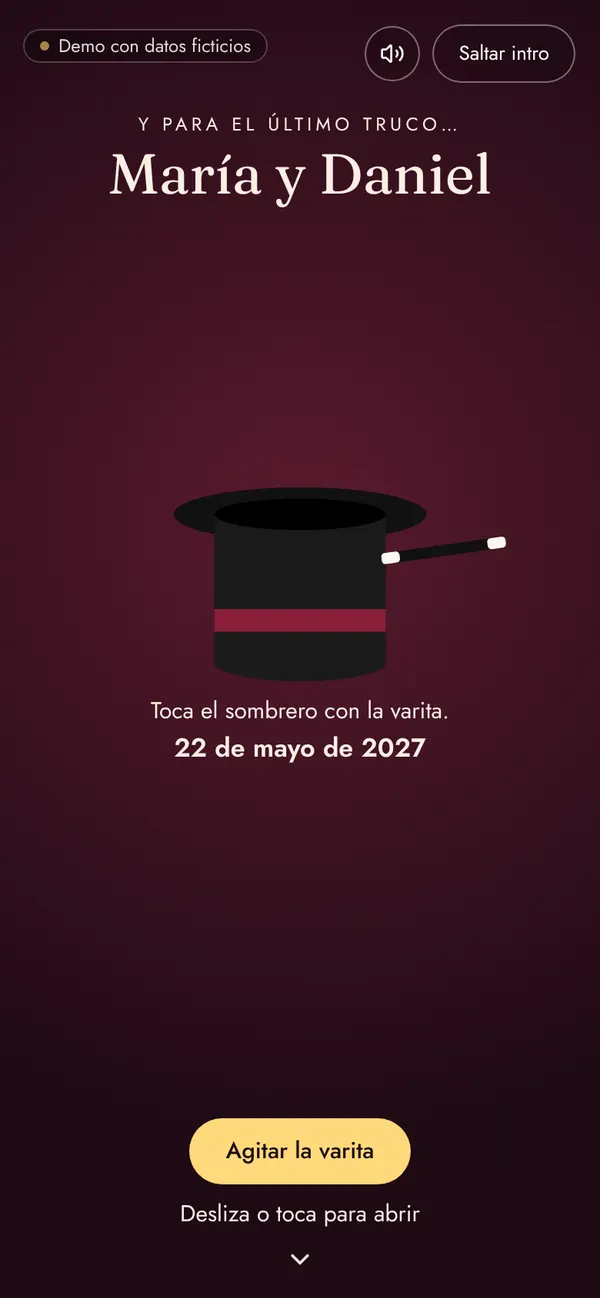 Demo con datos ficticios
Saltar intro
Y PARA EL ÚLTIMO TRUCO…
María y Daniel
Toca el sombrero con la varita.
22 de mayo de 2027
Agitar la varita
Desliza o toca para abrir